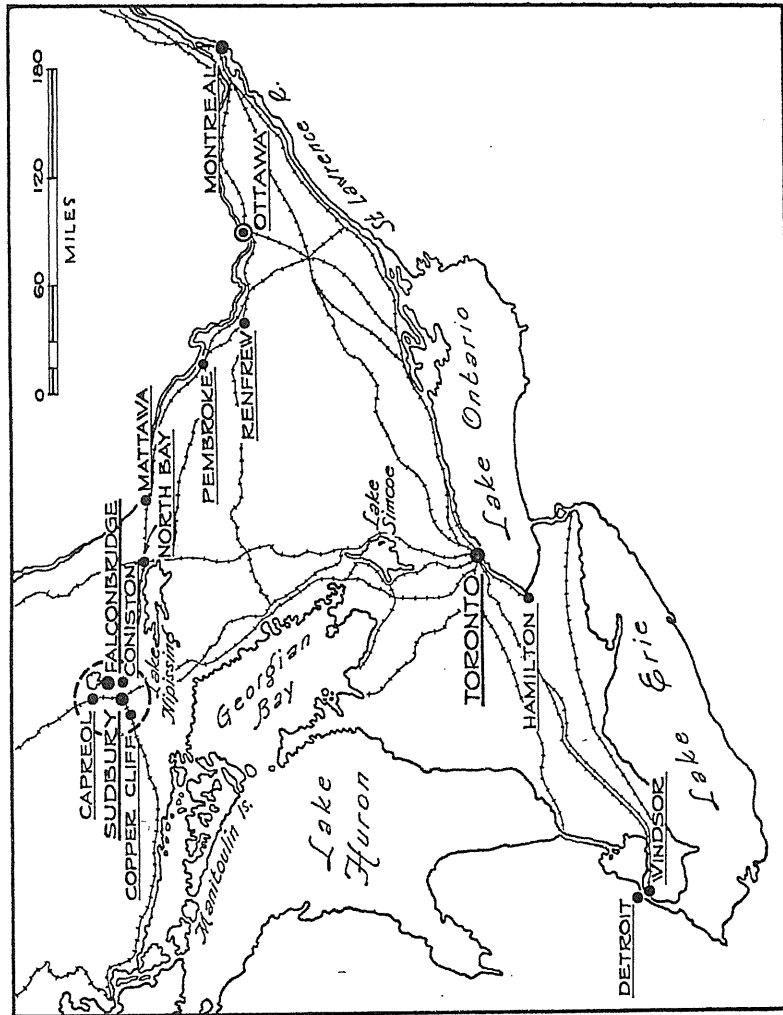 0 60 120 180
MILES
MONTREAL
OTTAWA
St. Lawrence R.
RENFREW
PEMBROKE
MATTAWA
NORTH BAY
FALCONBRIDGE
CONISTON
CAPREOL
SUDBURY
COPPER CLIFF
Lake
Nipissing
Georgian
Bay
Manitoulin Is.
Lake
Simcoe
Lake Ontario
TORONTO
HAMILTON
Lake
Huron
Lake Erie
DETROIT
WINDSOR